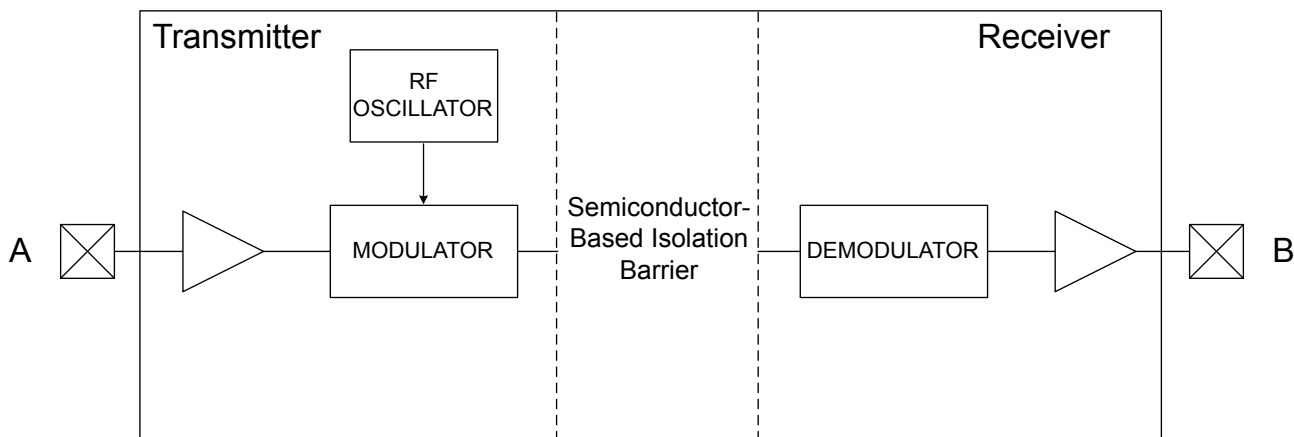 Transmitter
Receiver
RF
OSCILLATOR
A
MODULATOR
Semiconductor-
Based Isolation
Barrier
DEMODULATOR
B